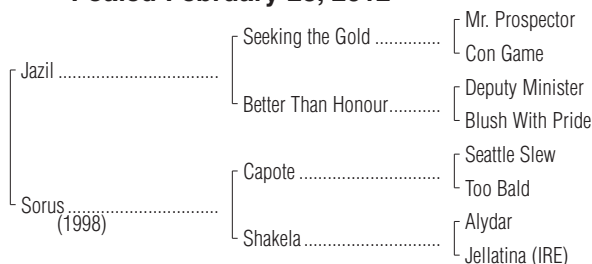 Foaled February 2012
Mr. Prospector
Seeking the Gold .............
Con Game
Jazil ................................
Deputy Minister
Better Than Honour..........
Blush With Pride
Seattle Slew
Capote ............................
Too Bald
Sorus..............................
(1998)
Alydar
Shakela...........................
Jellatina (IRE)